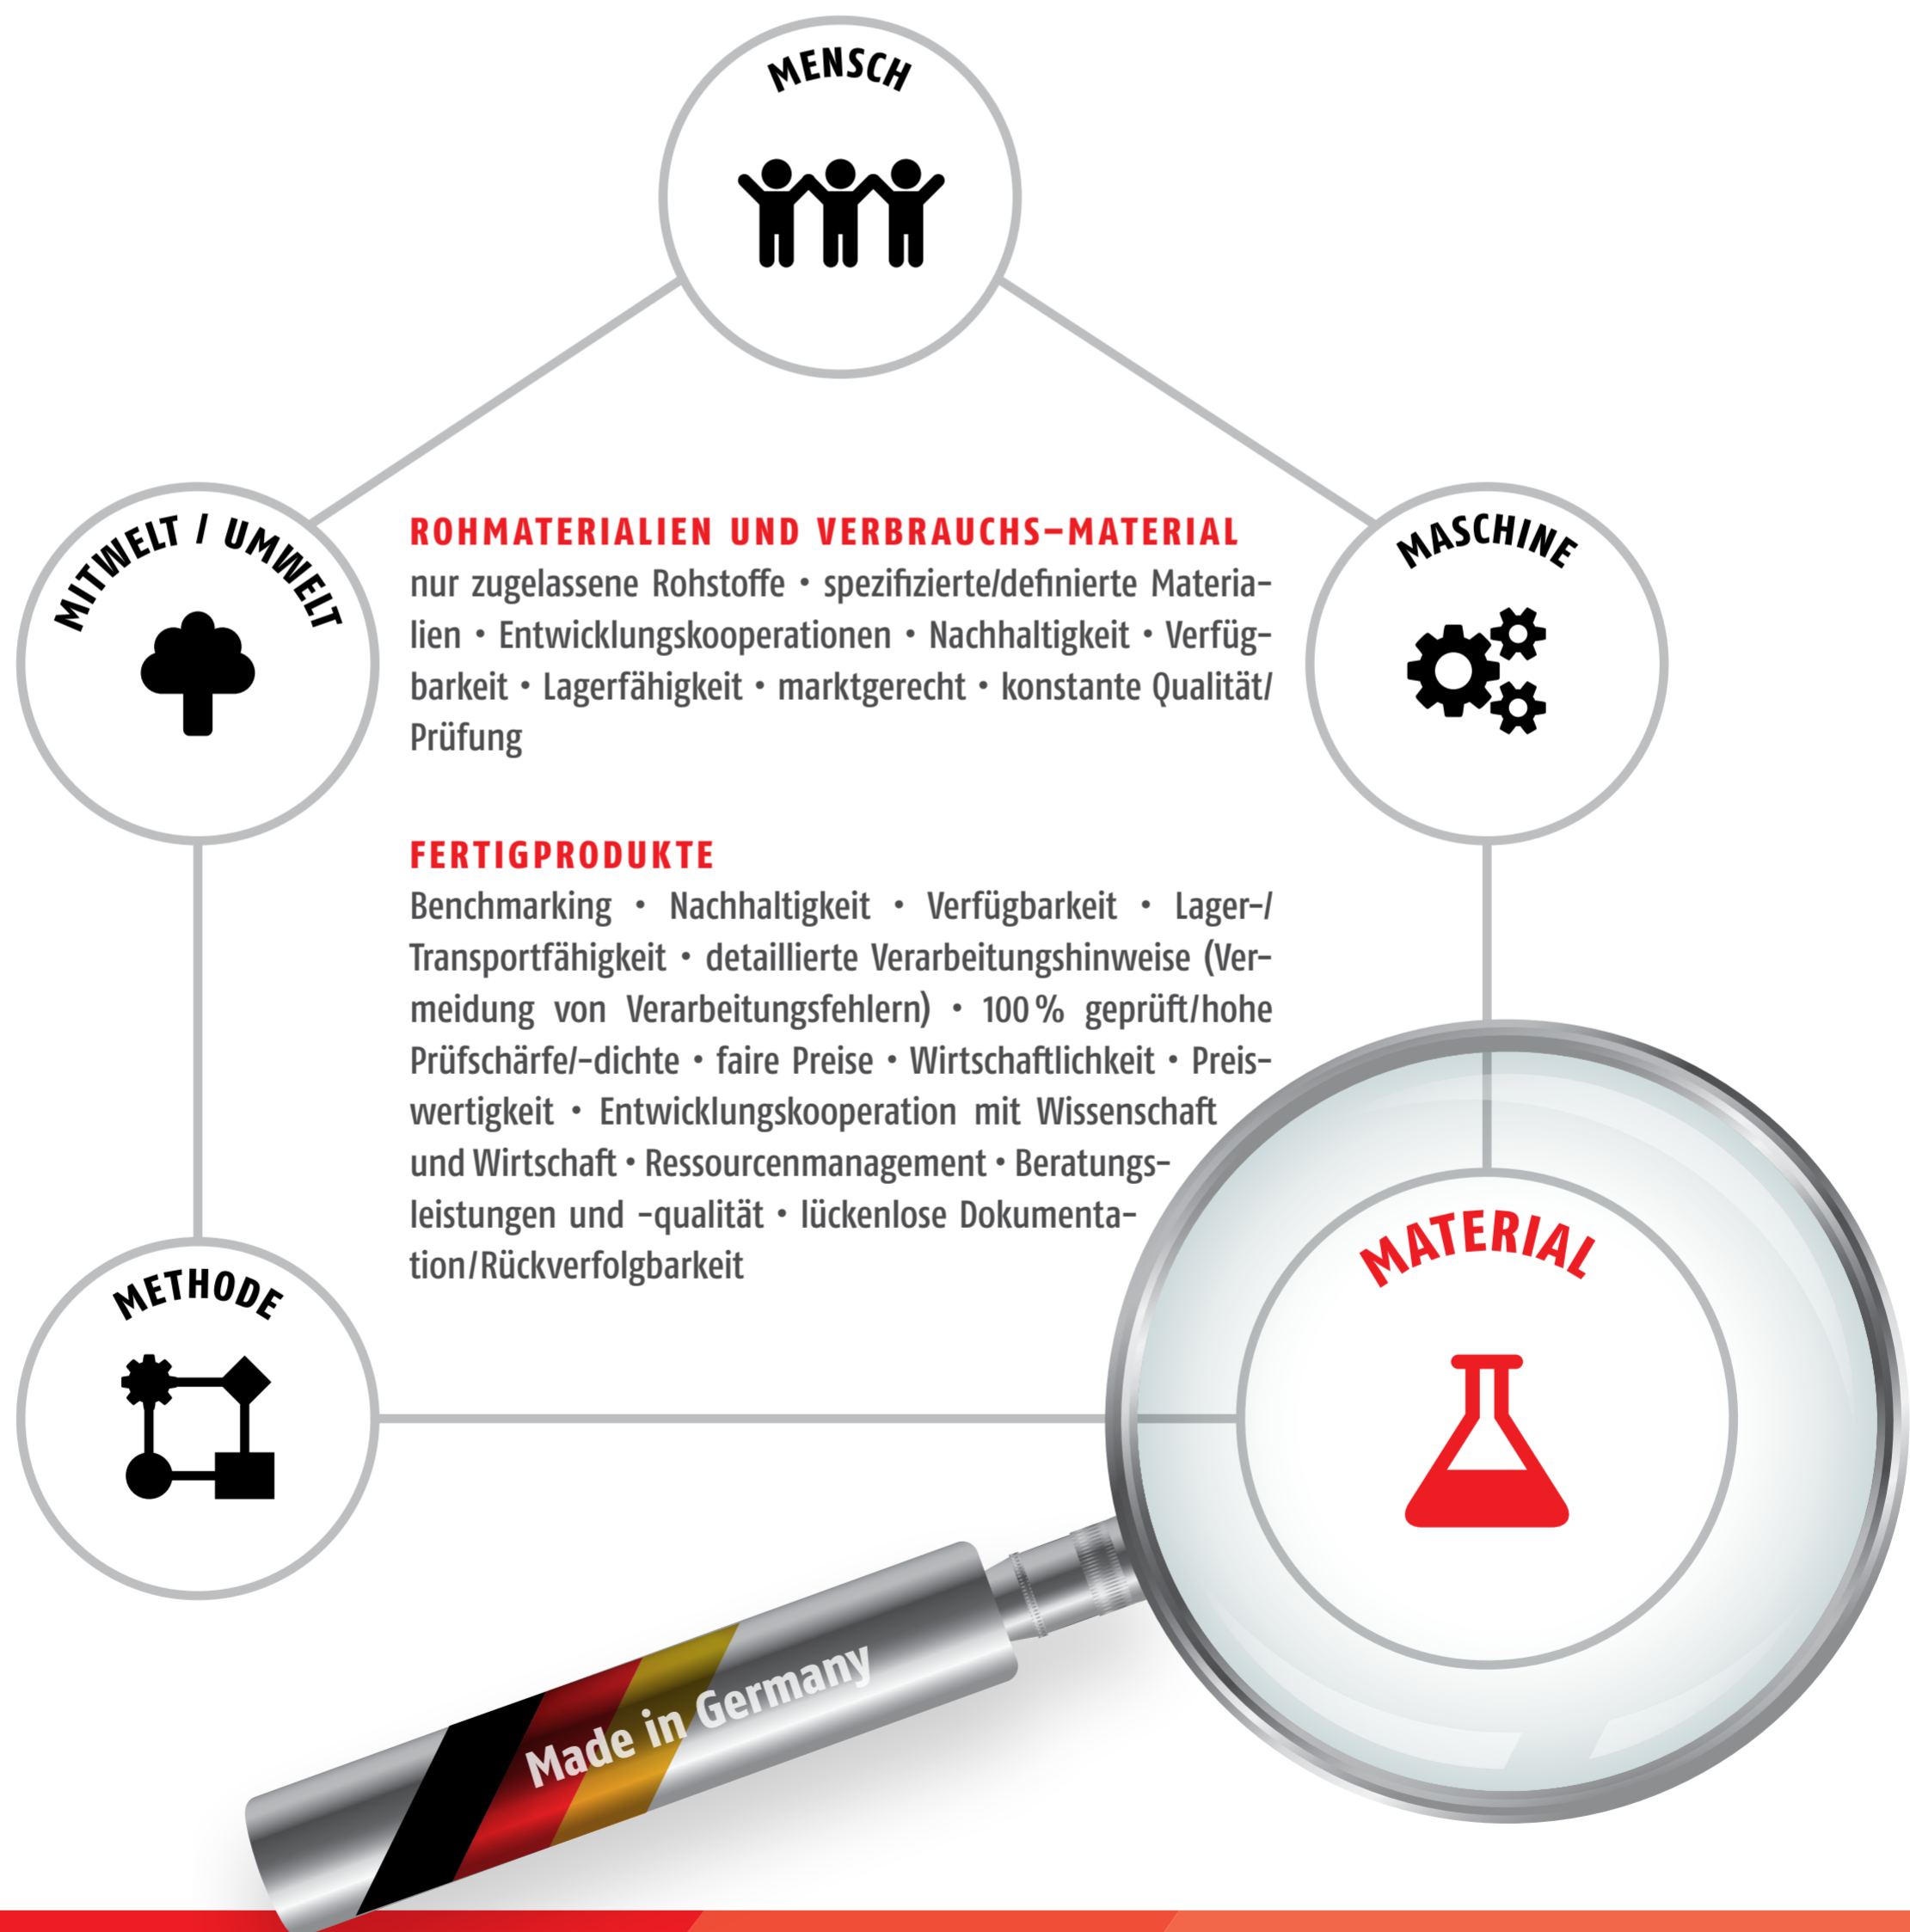 MENSCH
MITWELT / UMWELT
MASCHINE
ROHMATERIALIEN UND VERBRAUCHS-MATERIAL
nur zugelassene Rohstoffe • spezifizierte/definierte Materia-
lien • Entwicklungskooperationen • Nachhaltigkeit • Verfüg-
barkeit • Lagerfähigkeit • marktgerecht • konstante Qualität/
Prüfung
FERTIGPRODUKTE
Benchmarking • Nachhaltigkeit • Verfügbarkeit • Lager-/
Transportfähigkeit • detaillierte Verarbeitungshinweise (Ver-
meidung von Verarbeitungsfehlern) • 100 % geprüft/hohe
Prüfschärfe/-dichte • faire Preise • Wirtschaftlichkeit • Preis-
wertigkeit • Entwicklungskooperation mit Wissenschaft
und Wirtschaft • Ressourcenmanagement • Beratungs-
leistungen und -qualität • lückenlose Dokumenta-
tion/Rückverfolgbarkeit
METHODE
MATERIAL
Made in Germany